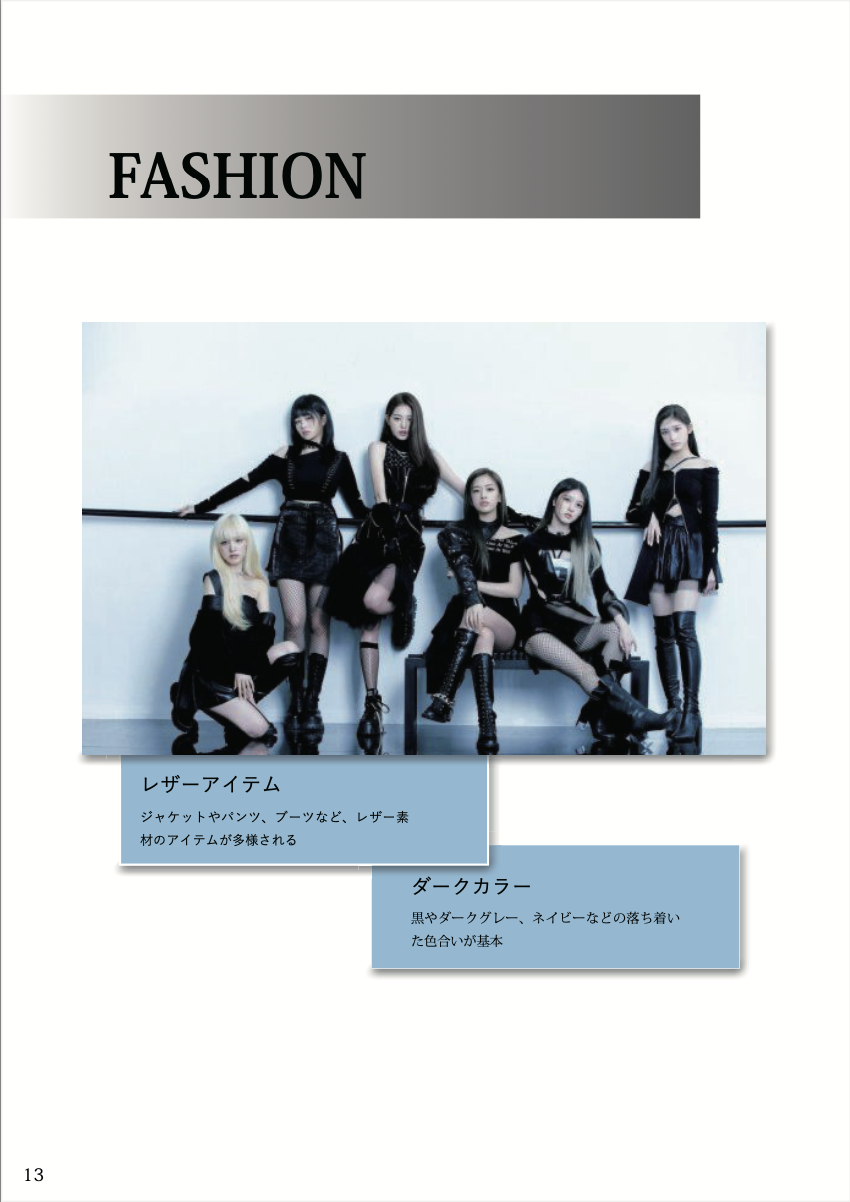 FASHION
レザーアイテム
ジャケットやパンツ、ブーツなど、レザー素
材のアイテムが多様される
ダークカラー
黒やダークグレー、ネイビーなどの落ち着い
た色合いが基本
13